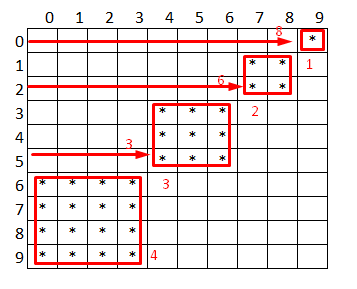 0 1 2 3 4 5 6 7 8 9
0 8 *
1 * * 1
2 6 * *
3 * * * 2
4 * * *
5 3 * * *
6 * * * * 3
7 * * * *
8 * * * *
9 * * * * 4